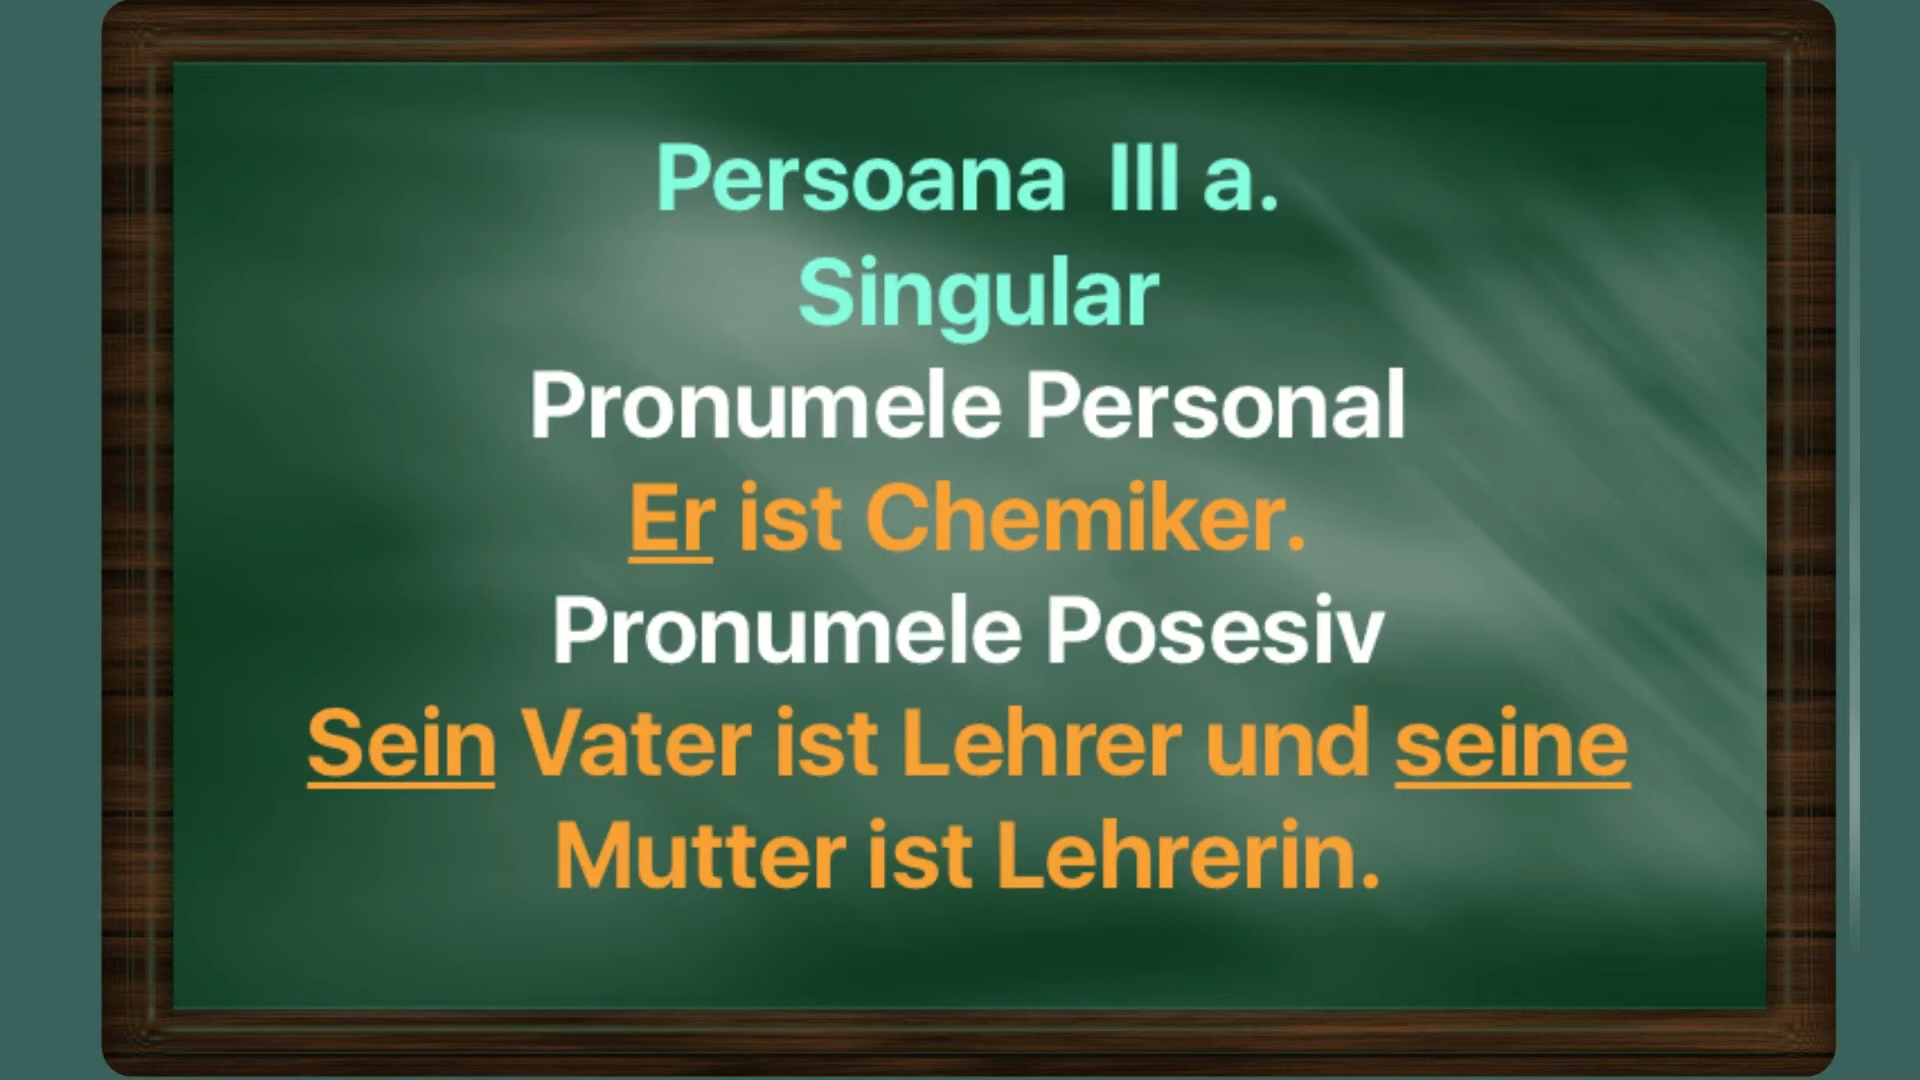 Persoana III a.
Singular
Pronumele Personal
Er ist Chemiker.
Pronumele Posesiv
Sein Vater ist Lehrer und seine
Mutter ist Lehrerin.